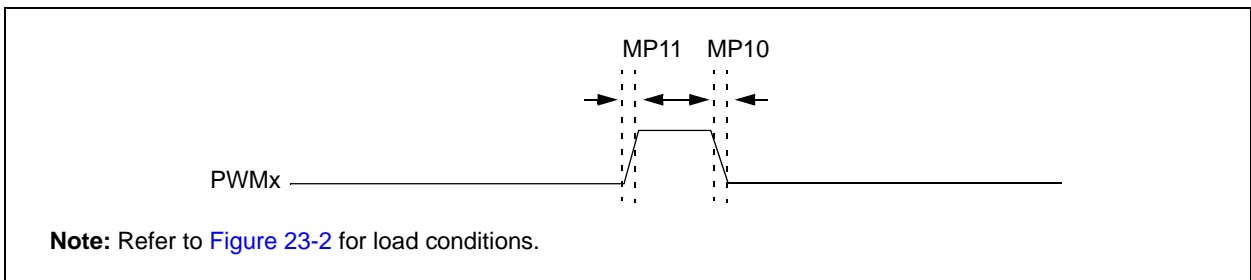 MP11 MP10
PWMx
Note: Refer to Figure 23-2 for load conditions.